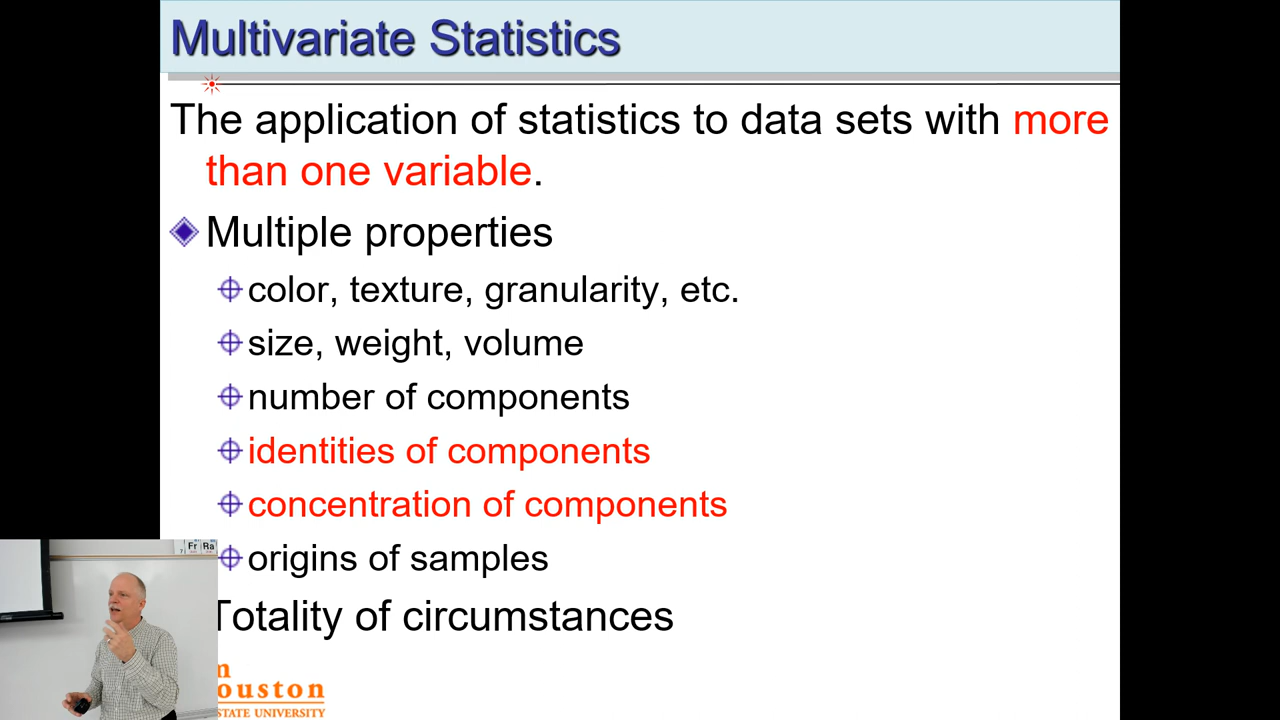 Multivariate Statistics
The application of statistics to data sets with more
than one variable.
Multiple properties
color, texture, granularity, etc.
size, weight, volume
number of components
identities of components
concentration of components
origins of samples
Fr Ra
Totality of circumstances
n
ouston
STATE UNIVERSITY